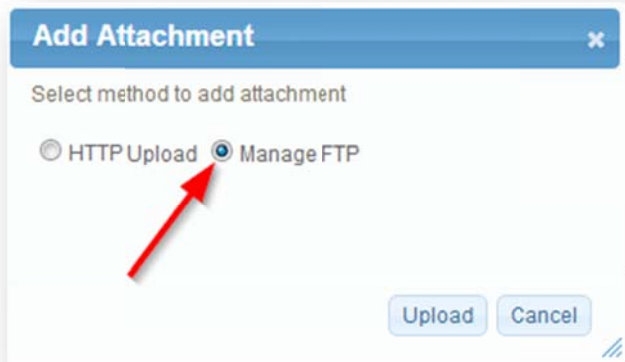 Add Attachment
Select method to add attachment
HTTP Upload Manage FTP
Upload Cancel